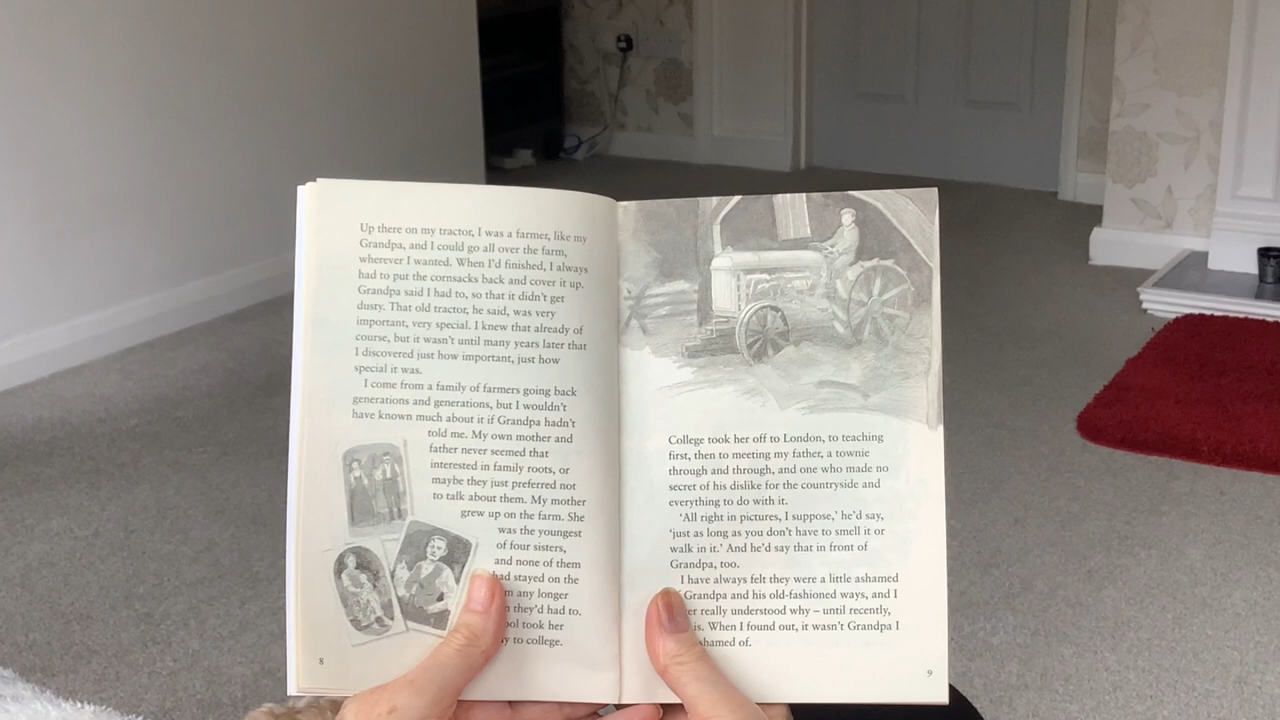 Up there on my tractor, I was a farmer, like my
Grandpa, and I could go all over the farm,
wherever I wanted. When I'd finished, I always
had to put the cornsacks back and cover it up.
Grandpa said I had to, so that it didn't get
dusty. That old tractor, he said, was very
important, very special. I knew that already of
course, but it wasn't until many years later that
I discovered just how important, just how
special it was.
I come from a family of farmers going back
generations and generations, but I wouldn't
have known much about it if Grandpa hadn't
told me. My own mother and
father never seemed that
interested in family roots, or
maybe they just preferred not
to talk about them. My mother
grew up on the farm. She
was the youngest
of four sisters,
and none of them
had stayed on the
any longer
they'd had to.
took her
to college.
8
College took her off to London, to teaching
first, then to meeting my father, a townie
through and through, and one who made no
secret of his dislike for the countryside and
everything to do with it.
'All right in pictures, I suppose,' he'd say,
'just as long as you don't have to smell it or
walk in it.' And he'd say that in front of
Grandpa, too.
I have always felt they were a little ashamed
Grandpa and his old-fashioned ways, and I
really understood why – until recently,
is. When I found out, it wasn't Grandpa I
of.
9